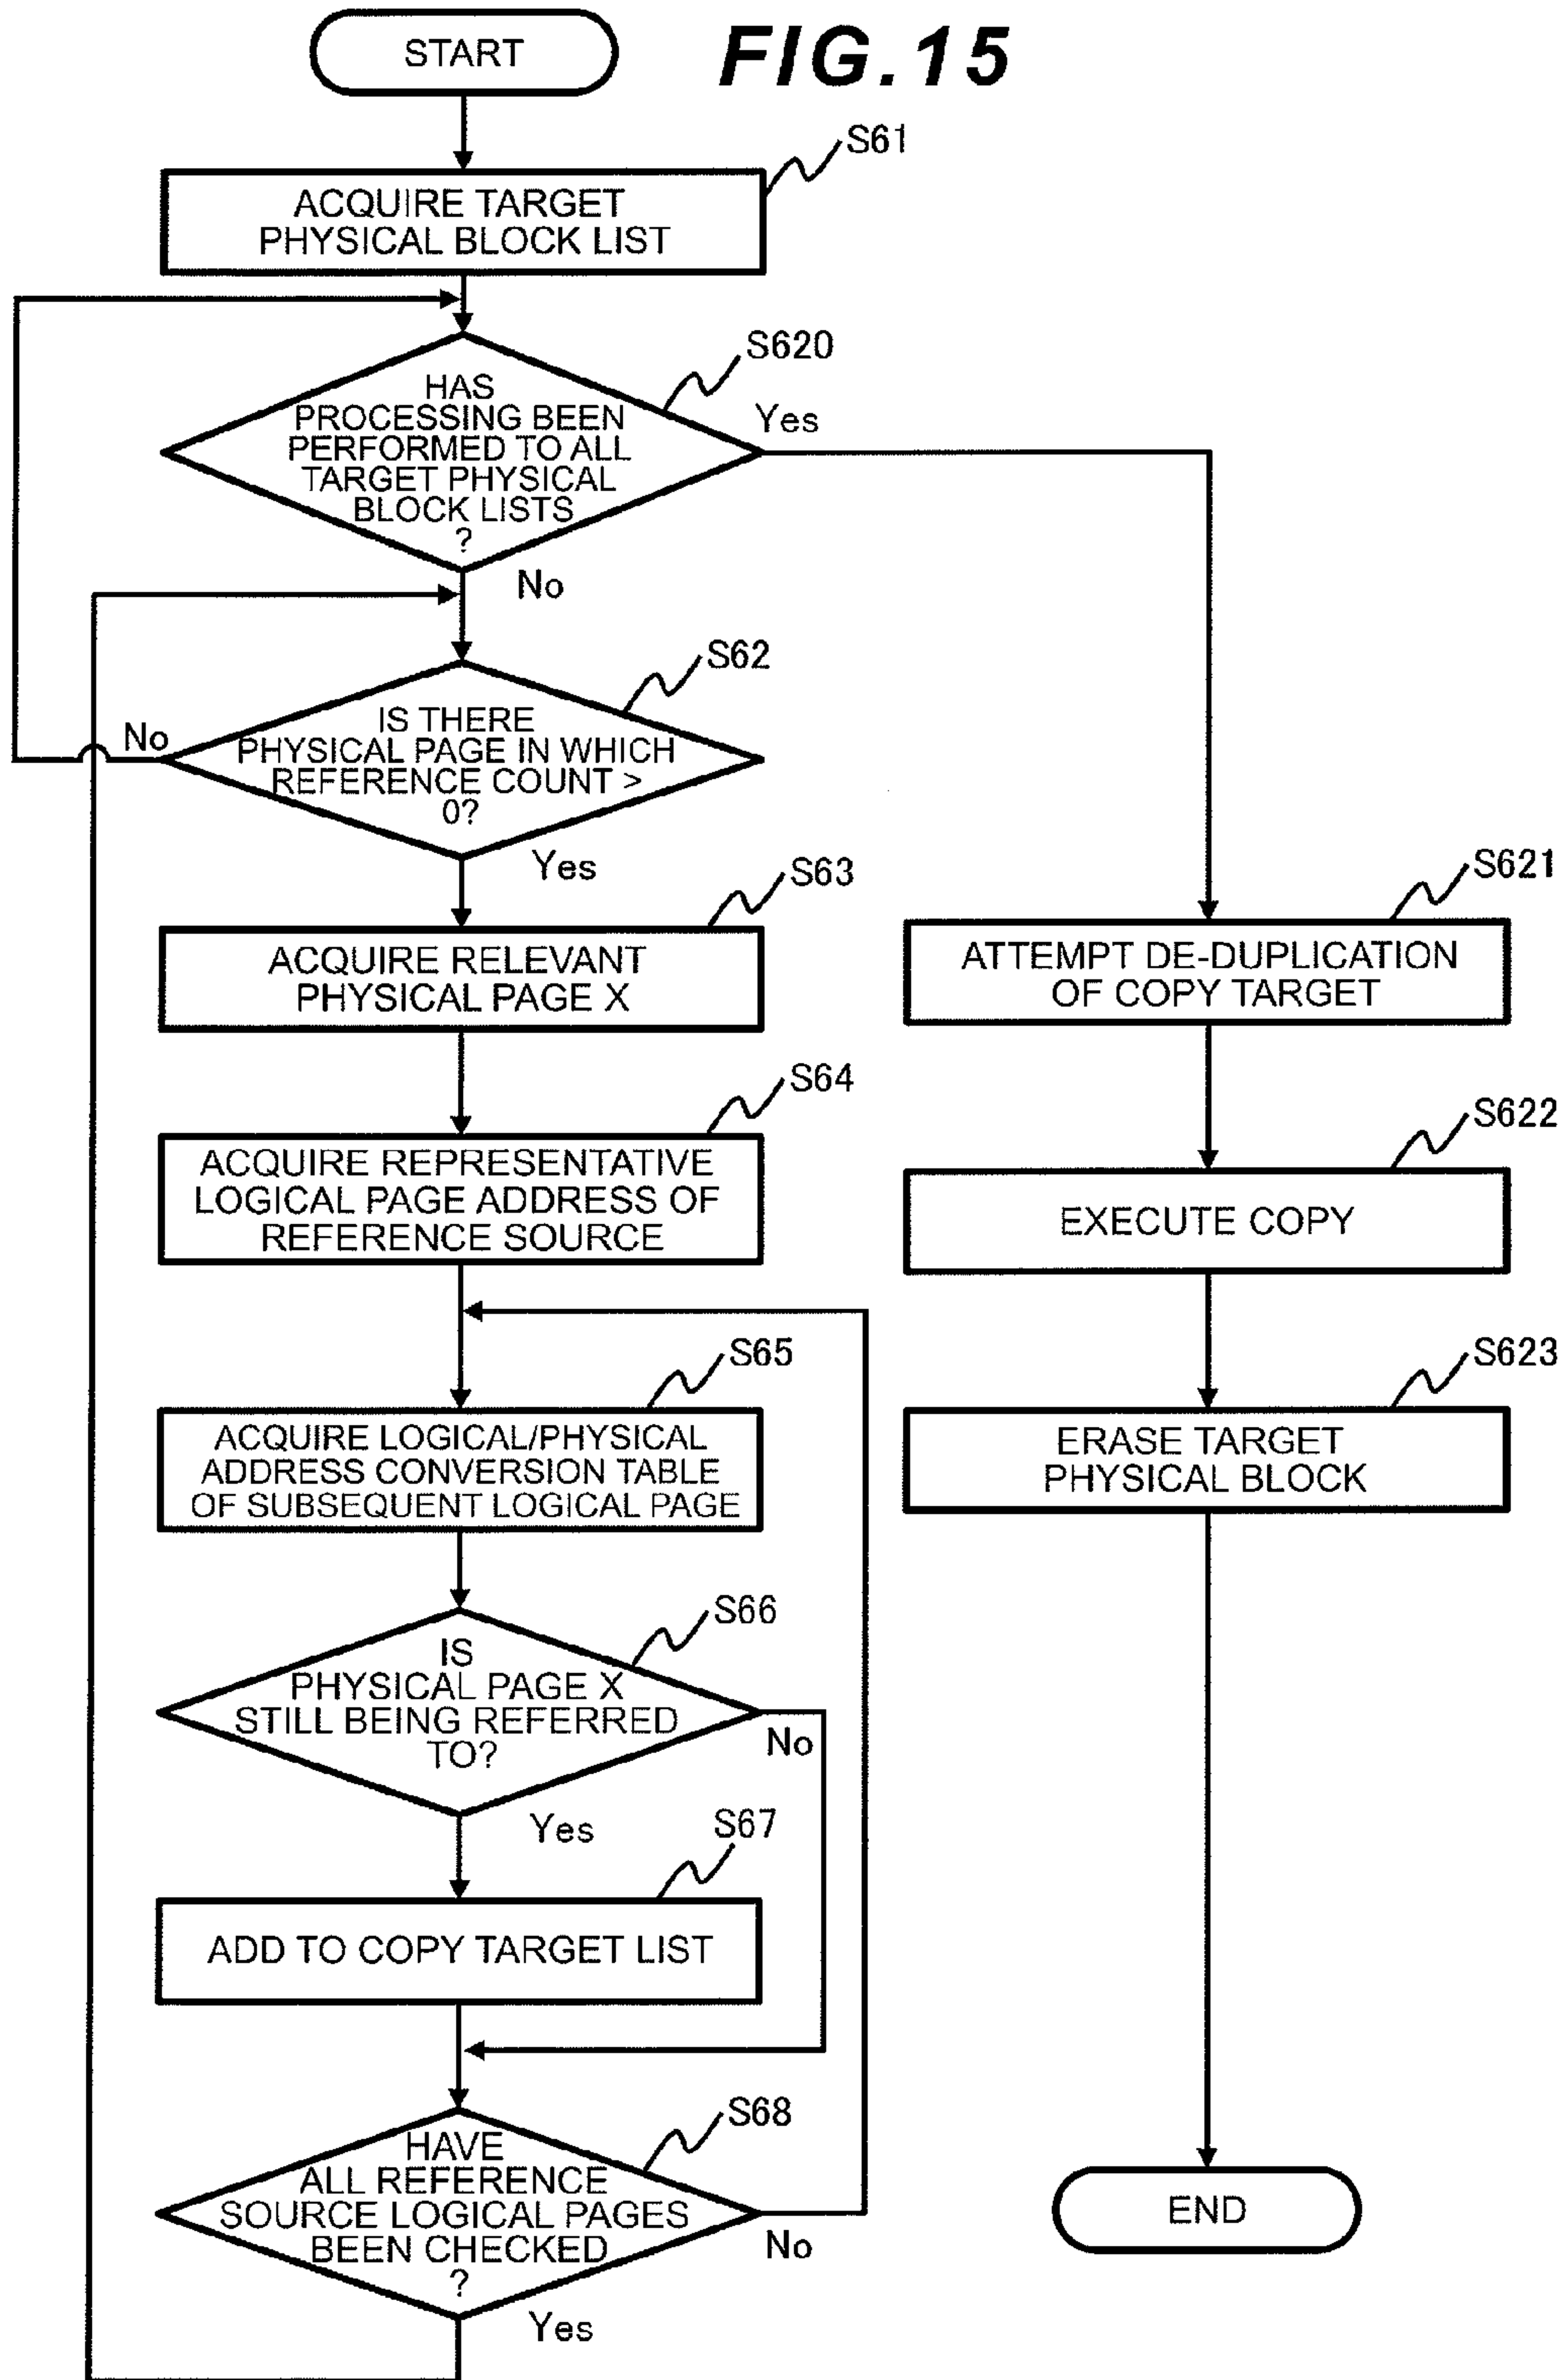 START
FIG.15
S61
ACQUIRE TARGET
PHYSICAL BLOCK LIST
S620
HAS
PROCESSING BEEN
PERFORMED TO ALL
TARGET PHYSICAL
BLOCK LISTS
?
Yes
No
S62
IS THERE
PHYSICAL PAGE IN WHICH
REFERENCE COUNT >
0?
No
Yes
S63
ACQUIRE RELEVANT
PHYSICAL PAGE X
S64
ACQUIRE REPRESENTATIVE
LOGICAL PAGE ADDRESS OF
REFERENCE SOURCE
S65
ACQUIRE LOGICAL/PHYSICAL
ADDRESS CONVERSION TABLE
OF SUBSEQUENT LOGICAL PAGE
S66
IS
PHYSICAL PAGE X
STILL BEING REFERRED
TO?
No
Yes
S67
ADD TO COPY TARGET LIST
S68
HAVE
ALL REFERENCE
SOURCE LOGICAL PAGES
BEEN CHECKED
?
No
Yes
S621
ATTEMPT DE-DUPLICATION
OF COPY TARGET
S622
EXECUTE COPY
S623
ERASE TARGET
PHYSICAL BLOCK
END